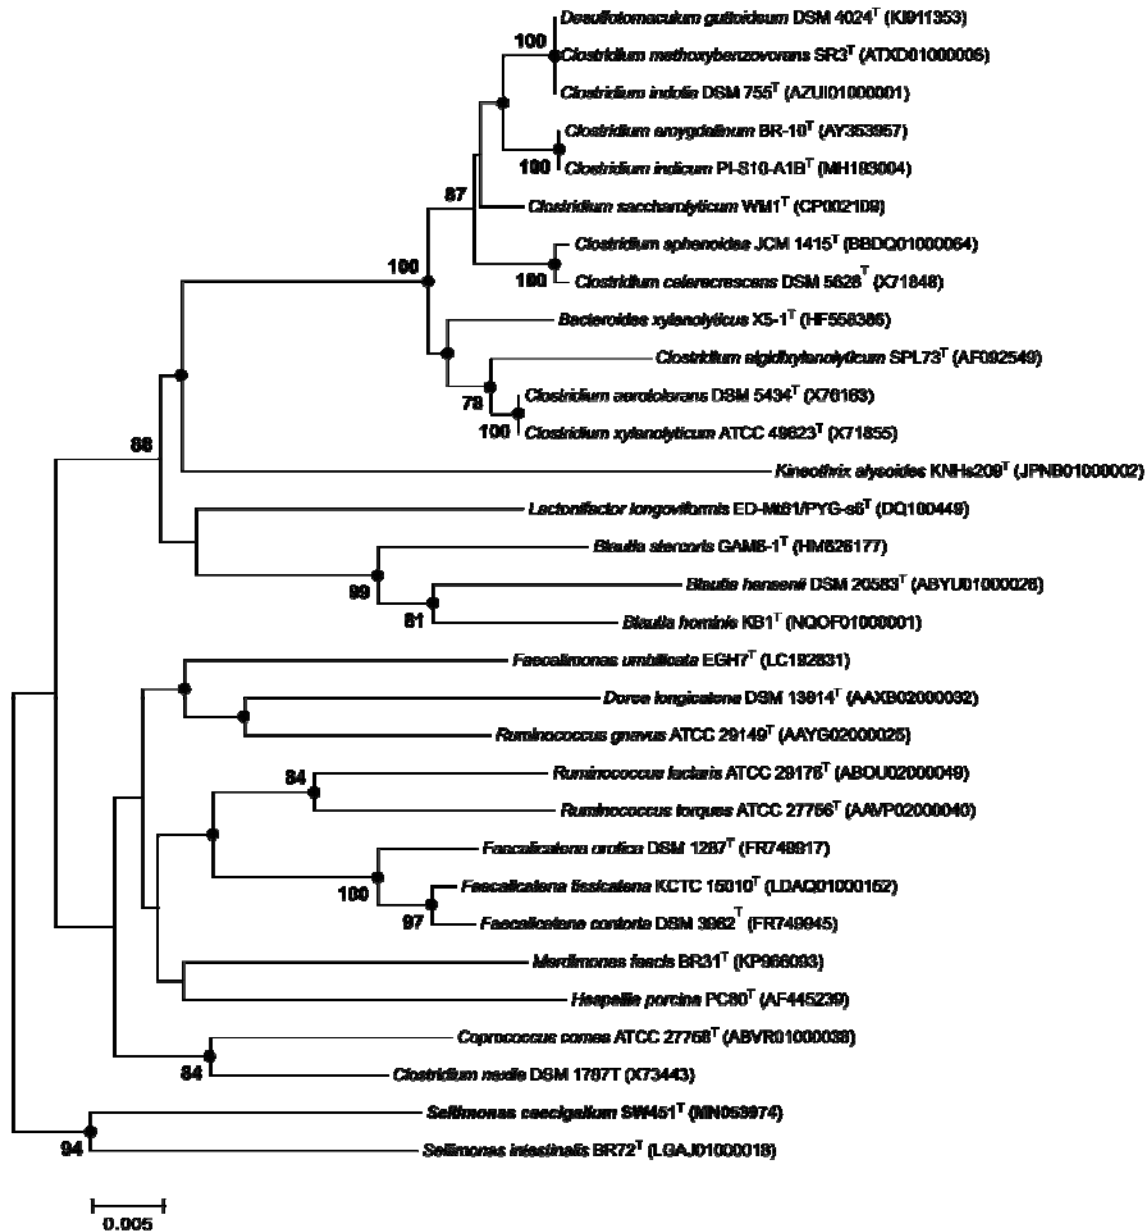 Desulfotomaculum guttoideum DSM 4024T (KI911353)
100
Clostridium methoxybenzovorans SR3T (ATXD01000006)
Clostridium indolis DSM 755T (AZUI01000001)
Clostridium amygdalinum BR-10T (AY353957)
100
Clostridium indicum PI-S10-A1BT (MH183004)
87
Clostridium saccharolyticum WM1T (CP002109)
Clostridium sphenoides JCM 1415T (BBDQ01000064)
100
100
Clostridium celerecrescens DSM 5628T (X71848)
Bacteroides xylanolyticus X5-1T (HF558386)
Clostridium algidixylanolyticum SPL73T (AF092549)
78
Clostridium aerotolerans DSM 5434T (X76163)
100
Clostridium xylanolyticum ATCC 49623T (X71855)
88
Kineothrix alysoides KNHs209T (JPNB01000002)
Lactonifactor longoviformis ED-Mt61/PYG-s6T (DQ100449)
Blautia stercoris GAM6-1T (HM626177)
99
Blautia hansenii DSM 20583T (ABYU01000028)
81
Blautia hominis KB1T (NQOF01000001)
Faecalimonas umbilicata EGH7T (LC192831)
Dorea longicatena DSM 13814T (AAXB02000032)
Ruminococcus gnavus ATCC 29149T (AAYG02000025)
84
Ruminococcus lactaris ATCC 29176T (ABOU02000049)
Ruminococcus torques ATCC 27756T (AAVP02000040)
Faecalicatena orotica DSM 1287T (FR749917)
100
Faecalicatena fissicatena KCTC 15010T (LDAQ01000152)
97
Faecalicatena contorta DSM 3982T (FR749945)
Merdimonas faecis BR31T (KP966093)
Hespellia porcina PC80T (AF445239)
Coprococcus comes ATCC 27758T (ABVR01000038)
84
Clostridium nexile DSM 1787T (X73443)
Sellimonas caecigallum SW451T (MN053974)
94
Sellimonas intestinalis BR72T (LGAJ01000018)
0.005